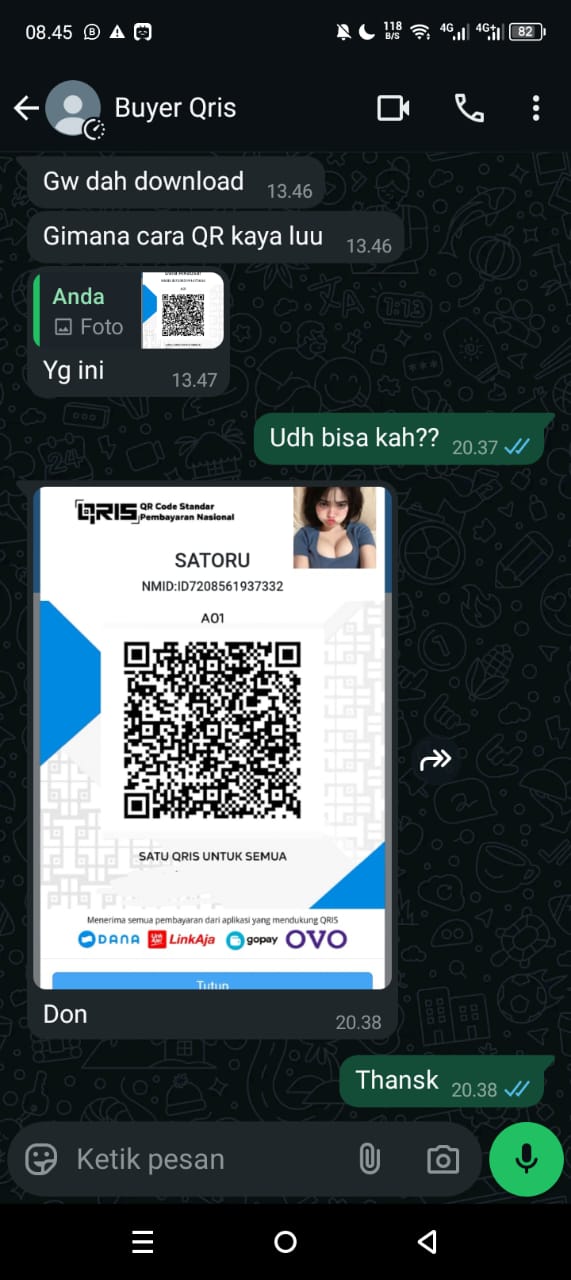 08.45
118
B/S
4G
4G+
82
Buyer Qris
Gw dah download 13.46
Gimana cara QR kaya luu 13.46
Anda
Foto
Yg ini 13.47
Udh bisa kah?? 20.37
QRIS QR Code Standar
Pembayaran Nasional
SATORU
NMID:ID7208561937332
A01
SATU QRIS UNTUK SEMUA
Menerima semua pembayaran dari aplikasi yang mendukung QRIS
DANA LinkAja gopay OVO
Tutup
Don 20.38
Thansk 20.38
Ketik pesan